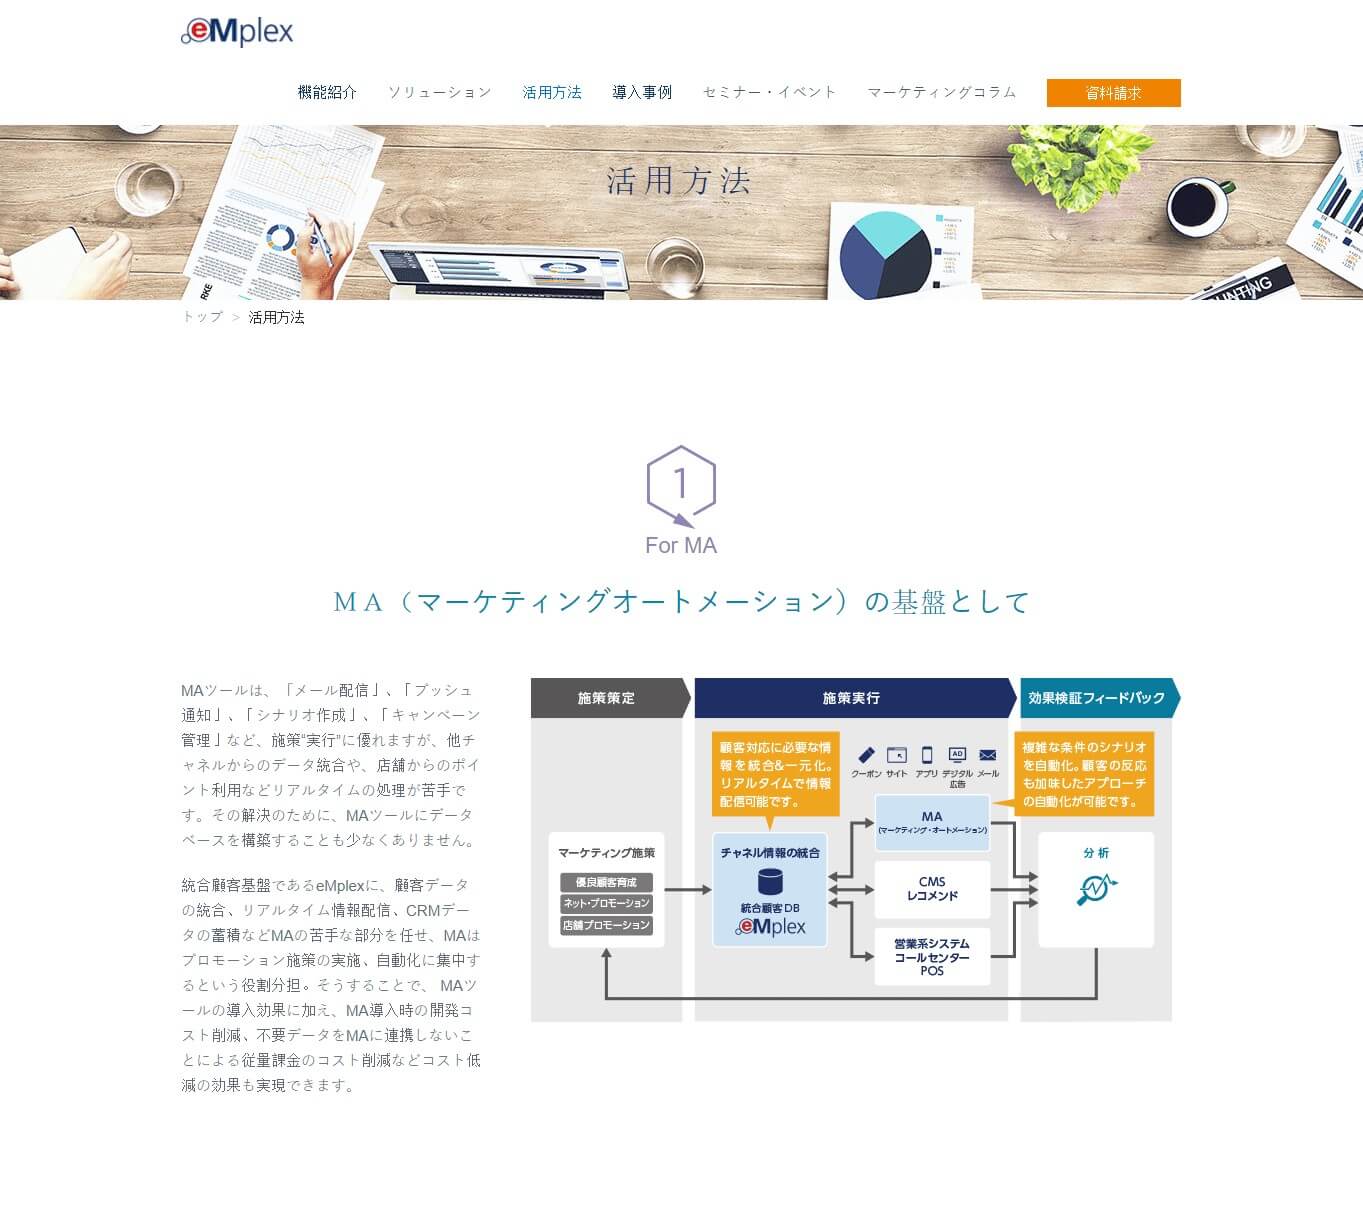 eMplex
機能紹介 ソリューション 活用方法 導入事例 セミナー・イベント マーケティングコラム 資料請求
活用方法
トップ > 活用方法
1
For MA
ＭＡ（マーケティングオートメーション）の基盤として
MAツールは、「メール配信」、「プッシュ
通知」、「シナリオ作成」、「キャンペーン
管理」など、施策“実行”に優れますが、他チ
ャネルからのデータ統合や、店舗からのポイ
ント利用などリアルタイムの処理が苦手で
す。その解決のために、MAツールにデータ
ベースを構築することも少なくありません。
統合顧客基盤であるeMplexに、顧客データ
の統合、リアルタイム情報配信、CRMデー
タの蓄積などMAの苦手な部分を任せ、MAは
プロモーション施策の実施、自動化に集中す
るという役割分担。そうすることで、 MAツ
ールの導入効果に加え、MA導入時の開発コ
スト削減、不要データをMAに連携しないこ
とによる従量課金のコスト削減などコスト低
減の効果も実現できます。
施策策定
施策実行
効果検証フィードバック
顧客対応に必要な情
報を統合&一元化。
リアルタイムで情報
配信可能です。
クーポン サイト アプリ デジタル広告 メール
AD
複雑な条件のシナリオ
を自動化。顧客の反応
も加味したアプローチ
の自動化が可能です。
マーケティング施策
優良顧客育成
ネット・プロモーション
店舗プロモーション
チャネル情報の統合
統合顧客DB
eMplex
MA
(マーケティング・オートメーション)
CMS
レコメンド
営業系システム
コールセンター
POS
分析